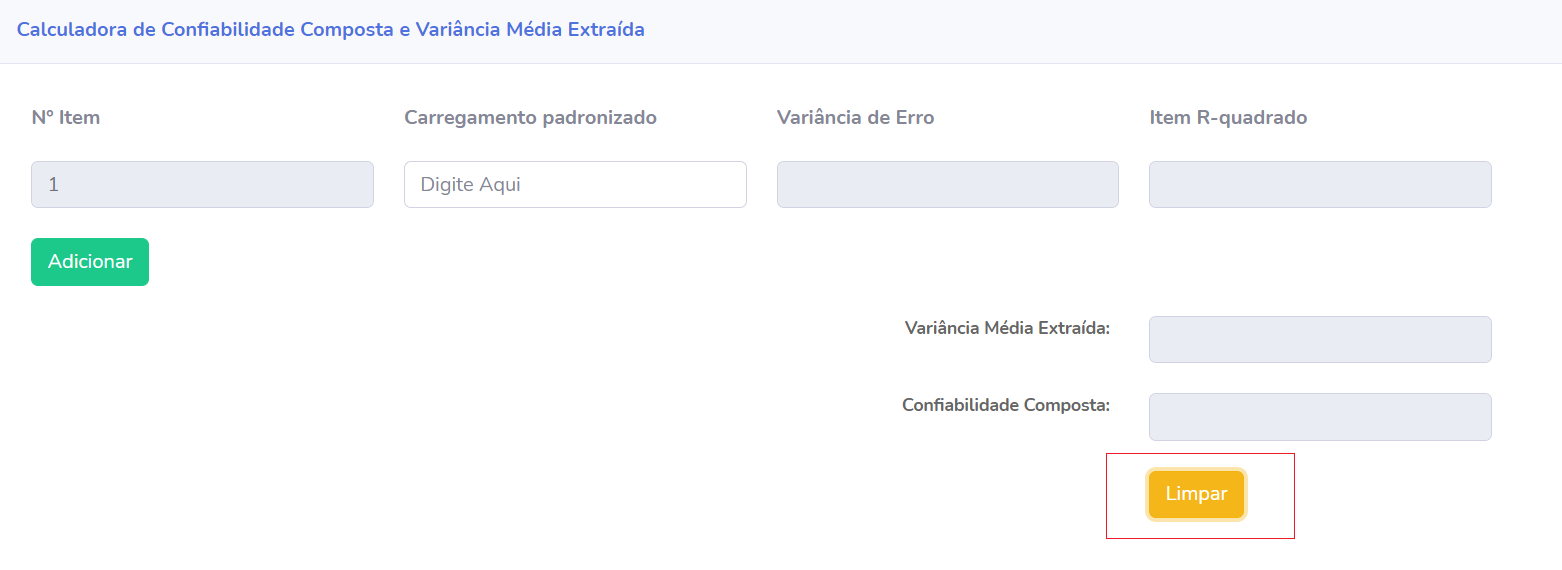 Calculadora de Confiabilidade Composta e Variância Média Extraída
Nº Item Carregamento padronizado Variância de Erro Item R-quadrado
1 Digite Aqui
Adicionar
Variância Média Extraída:
Confiabilidade Composta:
Limpar